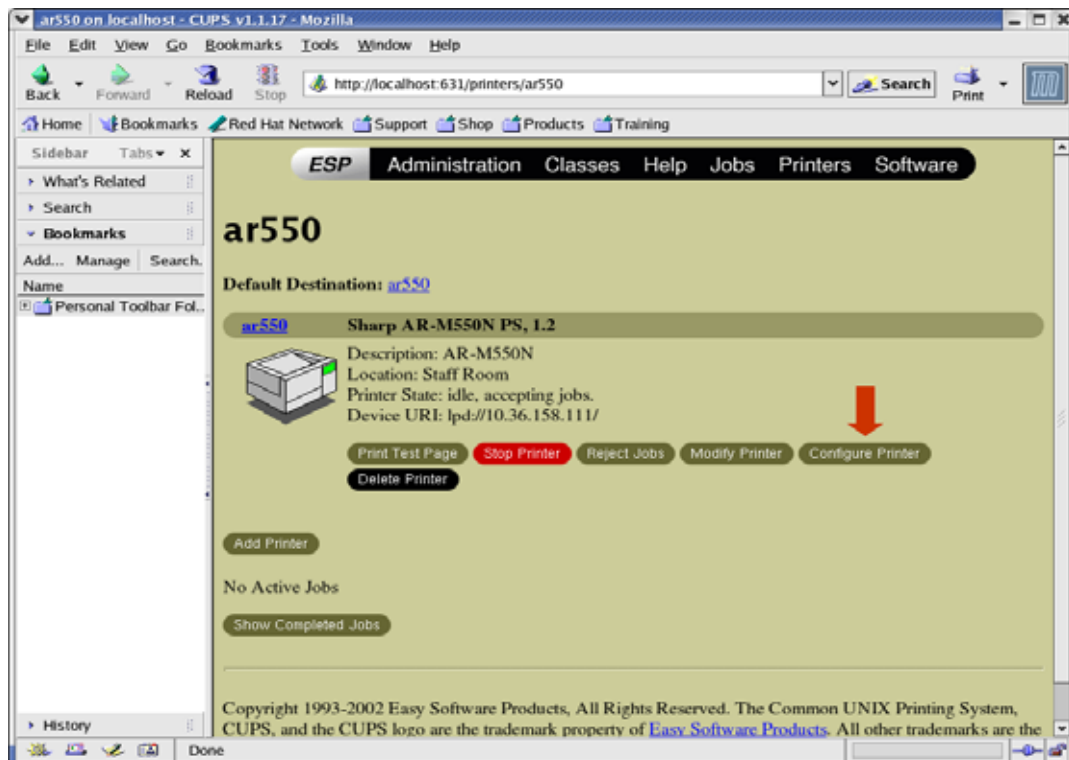 ar550 on localhost - CUPS v1.1.17 - Mozilla
File Edit View Go Bookmarks Tools Window Help
Back Forward Reload Stop http://localhost:631/printers/ar550 Search Print
Home Bookmarks Red Hat Network Support Shop Products Training
Sidebar Tabs
What's Related
Search
Bookmarks
Add... Manage Search.
Name
Personal Toolbar Fol..
History
ESP Administration Classes Help Jobs Printers Software
ar550
Default Destination: ar550
ar550 Sharp AR-M550N PS, 1.2
Description: AR-M550N
Location: Staff Room
Printer State: idle, accepting jobs.
Device URI: lpd://10.36.158.111/
Print Test Page Stop Printer Reject Jobs Modify Printer Configure Printer
Delete Printer
Add Printer
No Active Jobs
Show Completed Jobs
Copyright 1993-2002 Easy Software Products, All Rights Reserved. The Common UNIX Printing System,
CUPS, and the CUPS logo are the trademark property of Easy Software Products. All other trademarks are the
Done